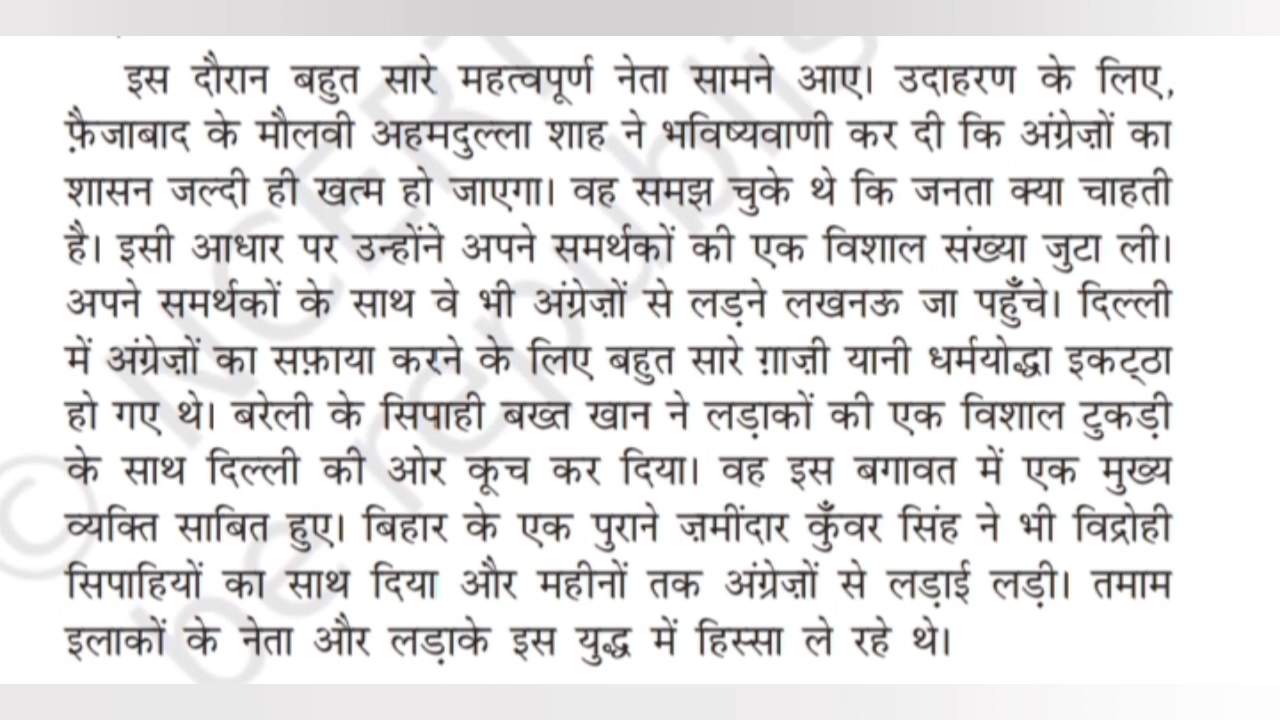 इस दौरान बहुत सारे महत्वपूर्ण नेता सामने आए। उदाहरण के लिए,
फ़ैजाबाद के मौलवी अहमदुल्ला शाह ने भविष्यवाणी कर दी कि अंग्रेज़ों का
शासन जल्दी ही खत्म हो जाएगा। वह समझ चुके थे कि जनता क्या चाहती
है। इसी आधार पर उन्होंने अपने समर्थकों की एक विशाल संख्या जुटा ली।
अपने समर्थकों के साथ वे भी अंग्रेज़ों से लड़ने लखनऊ जा पहुँचे। दिल्ली
में अंग्रेज़ों का सफ़ाया करने के लिए बहुत सारे ग़ाज़ी यानी धर्मयोद्धा इकट्ठा
हो गए थे। बरेली के सिपाही बख्त खान ने लड़ाकों की एक विशाल टुकड़ी
के साथ दिल्ली की ओर कूच कर दिया। वह इस बगावत में एक मुख्य
व्यक्ति साबित हुए। बिहार के एक पुराने ज़मींदार कुँवर सिंह ने भी विद्रोही
सिपाहियों का साथ दिया और महीनों तक अंग्रेज़ों से लड़ाई लड़ी। तमाम
इलाकों के नेता और लड़ाके इस युद्ध में हिस्सा ले रहे थे।
© NCERT
be republis